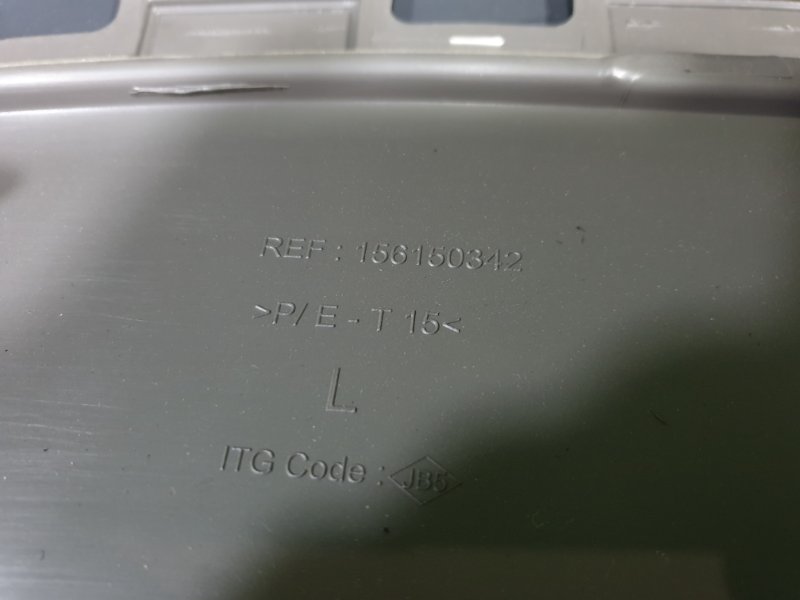 REF : 156150342
>P/ E - T 15<
L
ITG Code : JB5